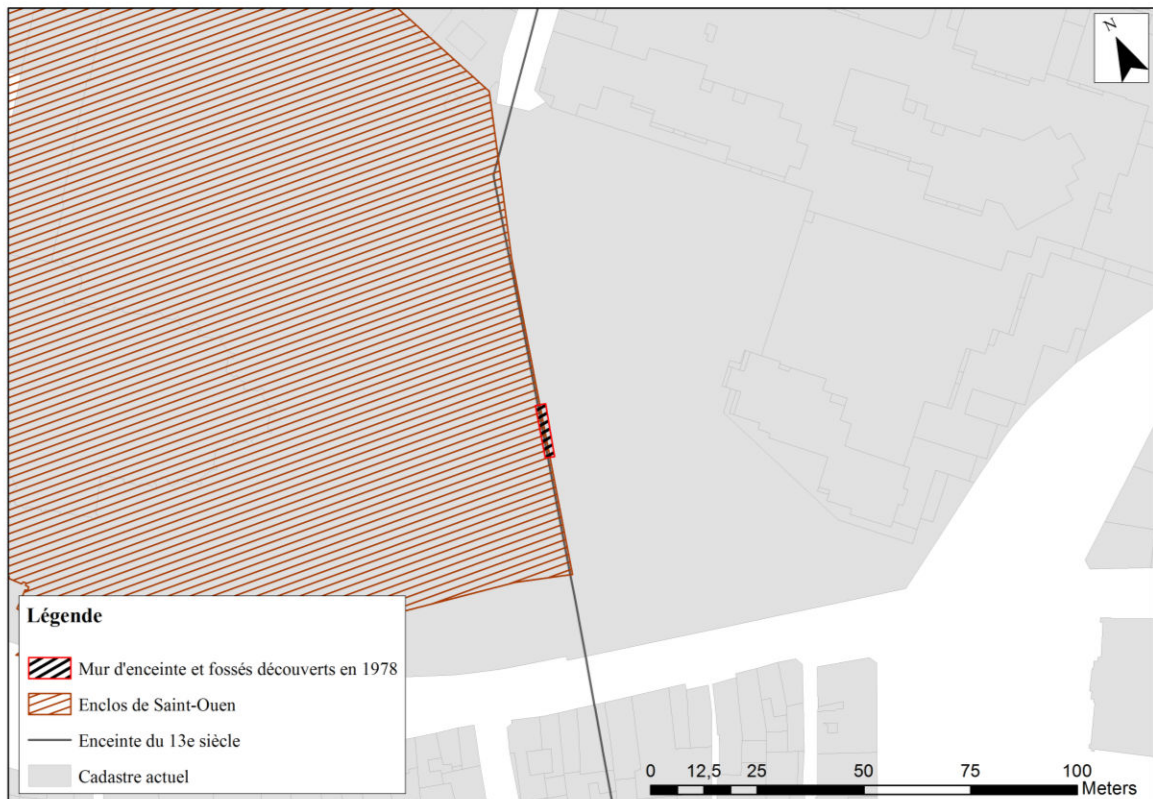 N
Légende
Mur d'enceinte et fossés découverts en 1978
Enclos de Saint-Ouen
Enceinte du 13e siècle
Cadastre actuel
0 12,5 25 50 75 100
Meters